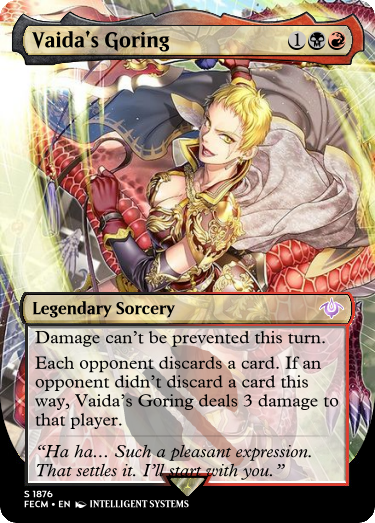 Vaida's Goring 1
Legendary Sorcery
Damage can't be prevented this turn.
Each opponent discards a card. If an
opponent didn't discard a card this
way, Vaida's Goring deals 3 damage to
that player.
“Ha ha… Such a pleasant expression.
That settles it. I'll start with you.”
S 1876
FECM • EN INTELLIGENT SYSTEMS